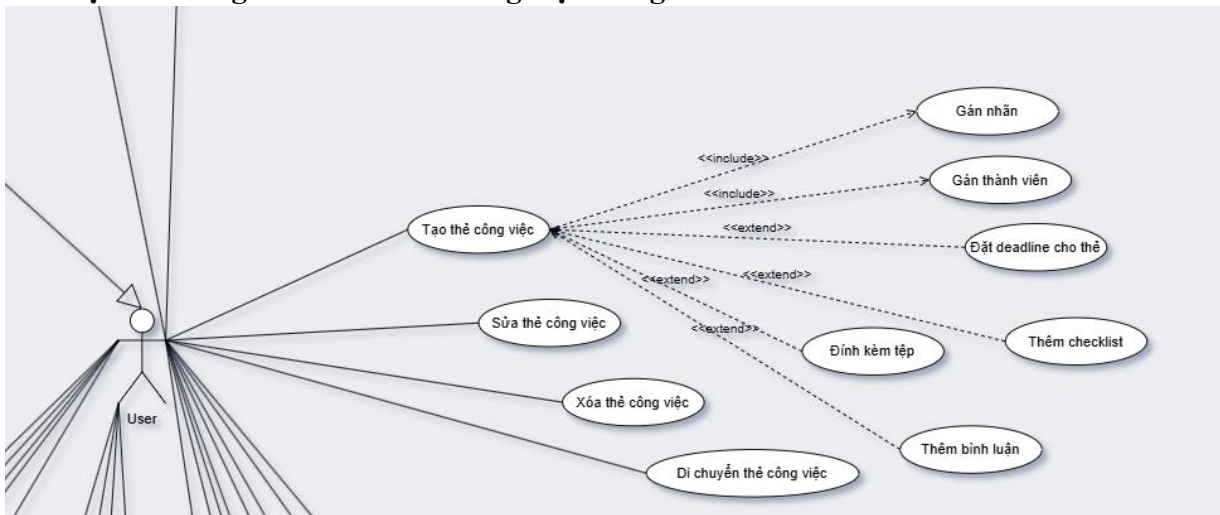 Gán nhãn
<<include>>
Gán thành viên
<<include>>
Tạo thẻ công việc
<<extend>>
Đặt deadline cho thẻ
<<extend>>
<<extend>>
Sửa thẻ công việc
<<extend>>
Thêm checklist
Đính kèm tệp
Xóa thẻ công việc
User
Thêm bình luận
Di chuyển thẻ công việc